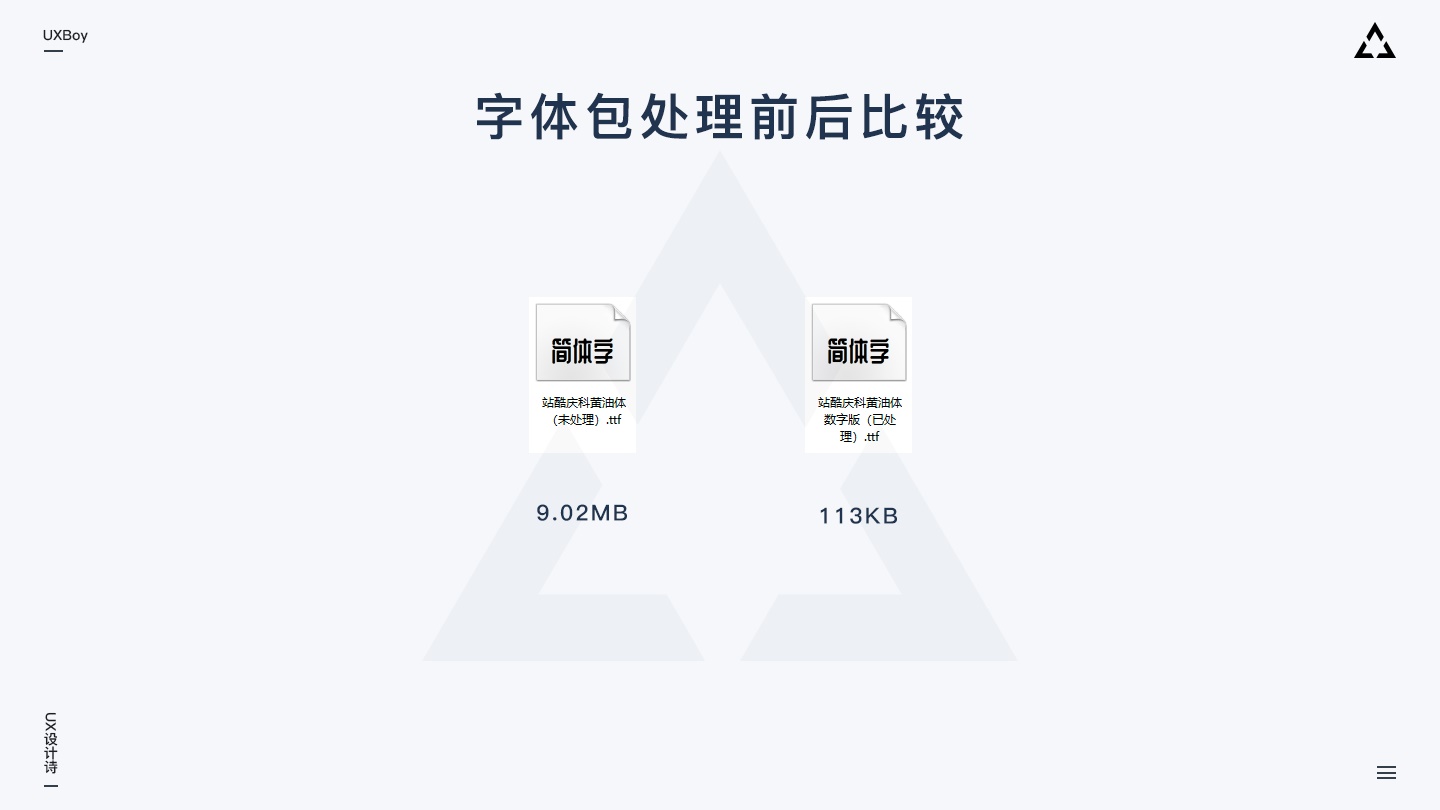 UXBoy
字体包处理前后比较
简体字
站酷庆科黄油体
（未处理）.ttf
9.02MB
简体字
站酷庆科黄油体
数字版（已处
理）.ttf
113KB
UX设计诗